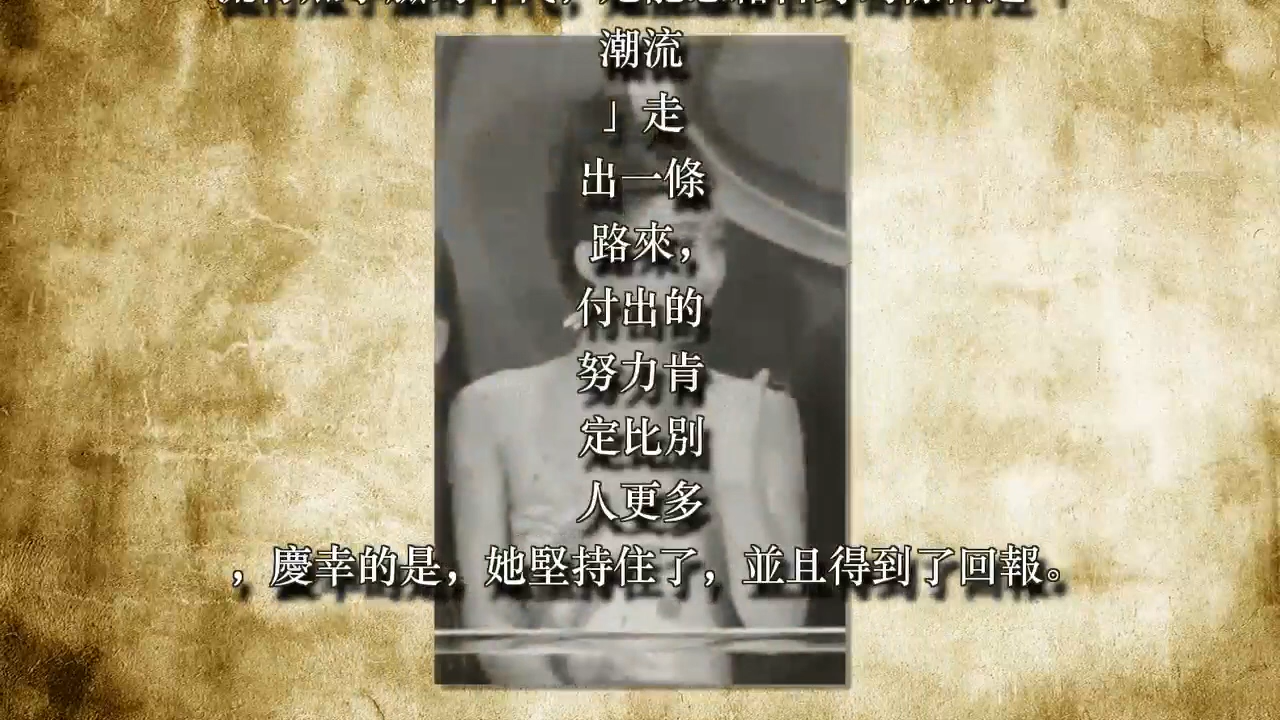 潮流
」走
出一條
路來,
付出的
努力肯
定比別
人更多
,慶幸的是,她堅持住了,並且得到了回報。